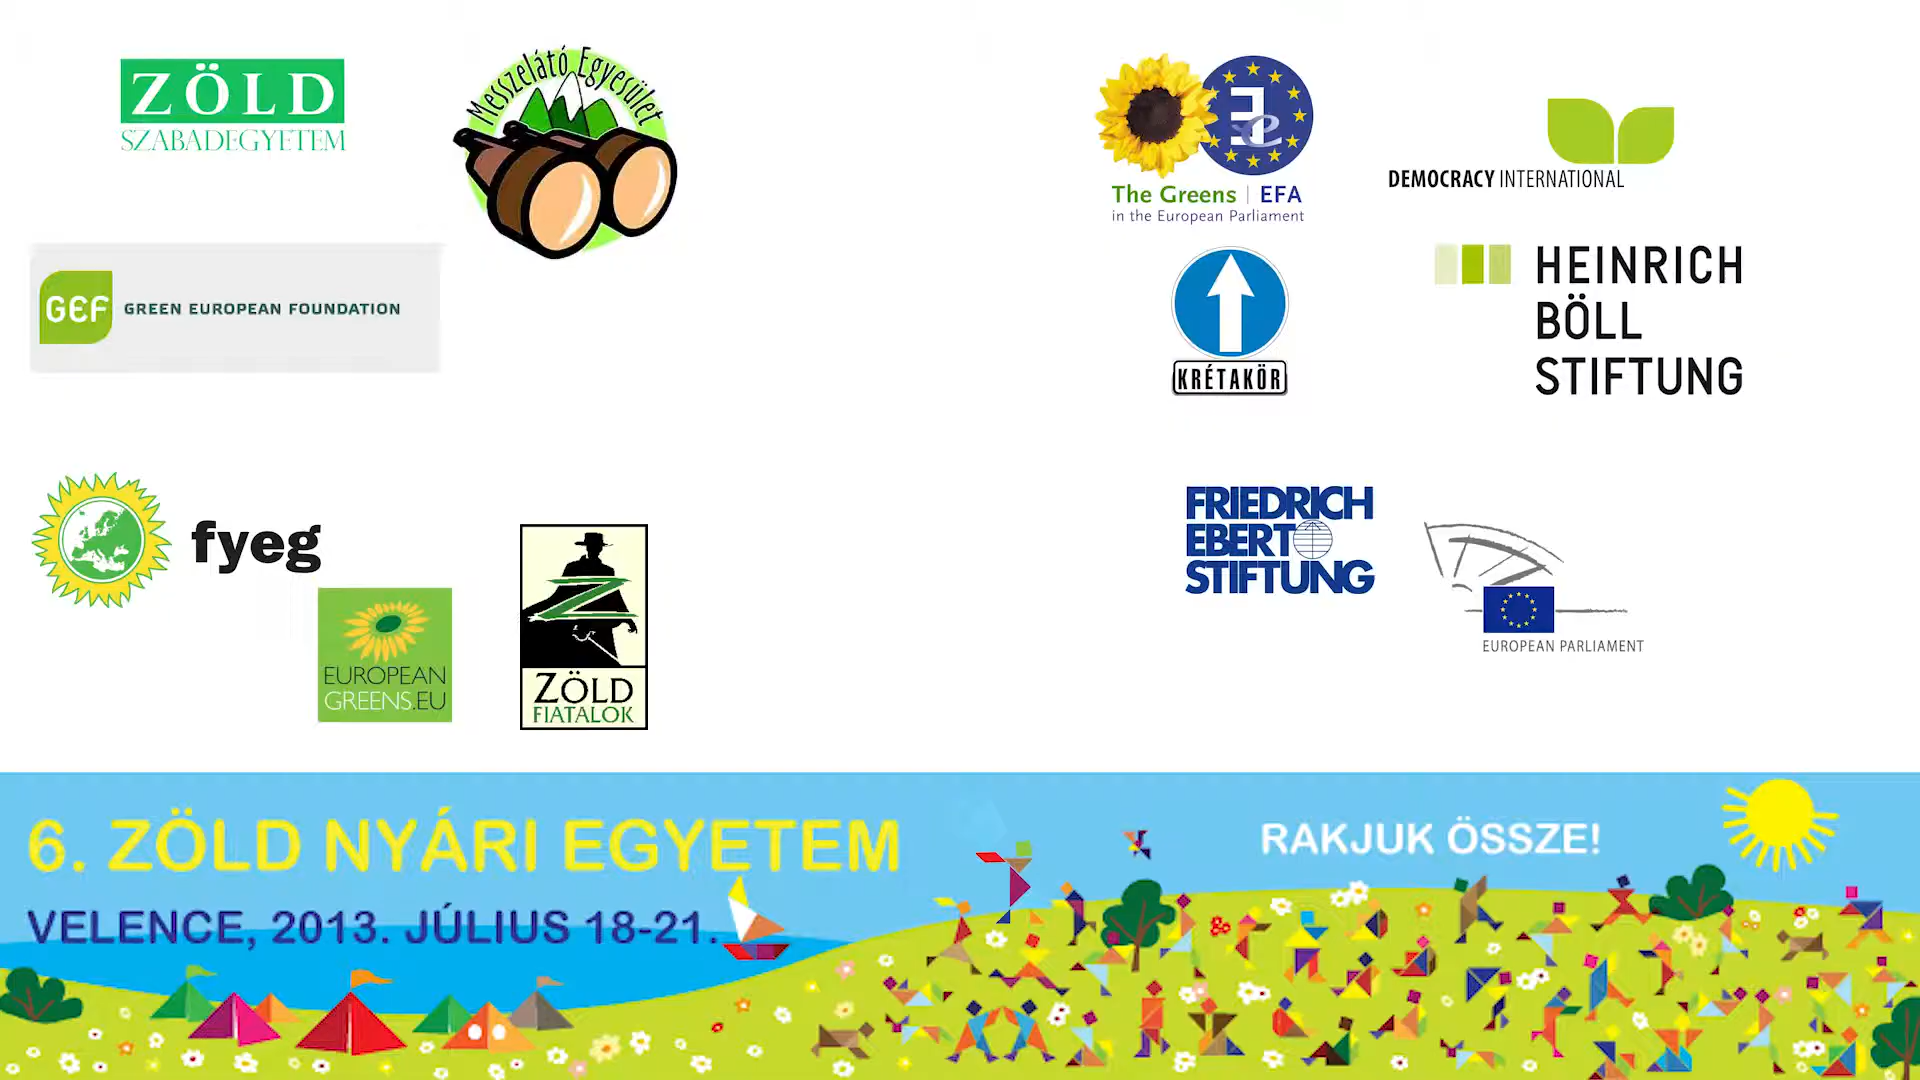 ZÖLD
SZABADEGYETEM
Messzelátó Egyesület
The Greens | EFA
in the European Parliament
DEMOCRACY INTERNATIONAL
GEF GREEN EUROPEAN FOUNDATION
KRÉTAKÖR
HEINRICH
BÖLL
STIFTUNG
fyeg
EUROPEAN
GREENS.EU
Z
ZÖLD
FIATALOK
FRIEDRICH
EBERT
STIFTUNG
EUROPEAN PARLIAMENT
6. ZÖLD NYÁRI EGYETEM
RAKJUK ÖSSZE!
VELENCE, 2013. JÚLIUS 18-21.